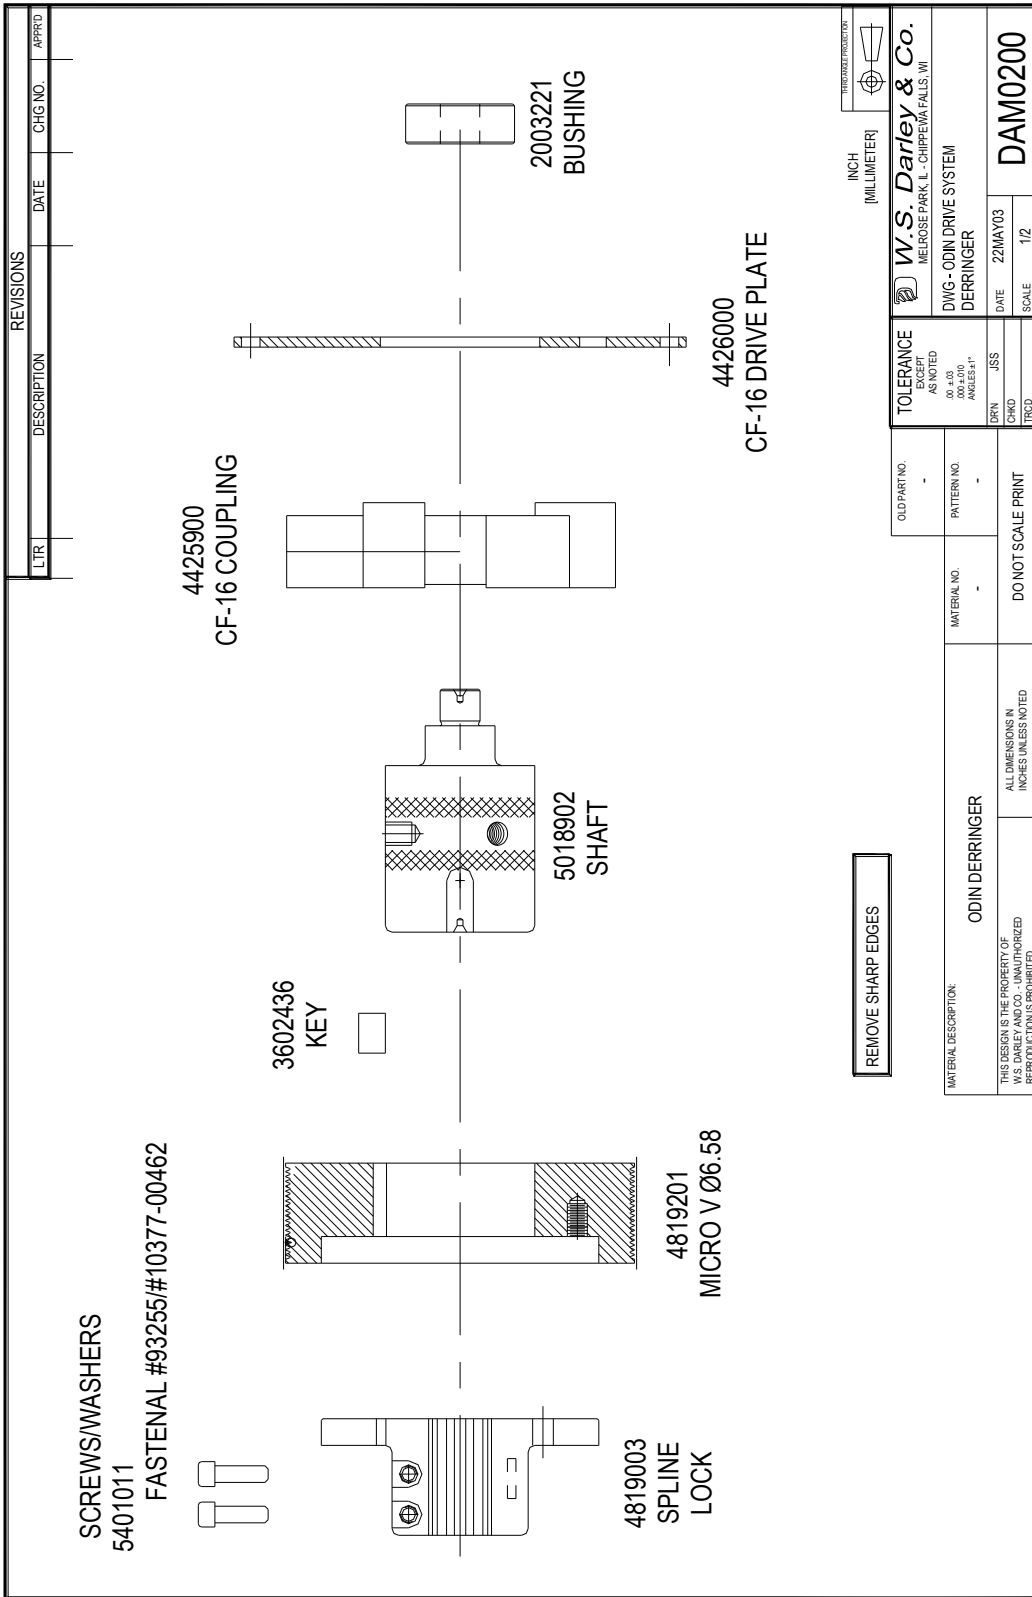 REVISIONS
LTR DESCRIPTION DATE CHG NO. APPR'D
SCREWS/WASHERS
5401011
FASTENAL #93255/#10377-00462
4819003
SPLINE
LOCK
4819201
MICRO V Ø6.58
3602436
KEY
5018902
SHAFT
4425900
CF-16 COUPLING
4426000
CF-16 DRIVE PLATE
2003221
BUSHING
REMOVE SHARP EDGES
INCH
[MILLIMETER]
THIRD ANGLE PROJECTION
MATERIAL DESCRIPTION:
ODIN DERRINGER
THIS DESIGN IS THE PROPERTY OF
W.S. DARLEY AND CO. - UNAUTHORIZED
REPRODUCTION IS PROHIBITED
ALL DIMENSIONS IN
INCHES UNLESS NOTED
MATERIAL NO.
-
OLD PART NO.
-
PATTERN NO.
-
DO NOT SCALE PRINT
TOLERANCE
EXCEPT
AS NOTED
.00 ±.03
.000 ±.010
ANGLES ±1°
DR'N JSS
CHK'D
TRC'D
W.S. Darley & Co.
MELROSE PARK, IL - CHIPPEWA FALLS, WI
DWG - ODIN DRIVE SYSTEM
DERRINGER
DATE 22MAY03
SCALE 1/2
DAM0200